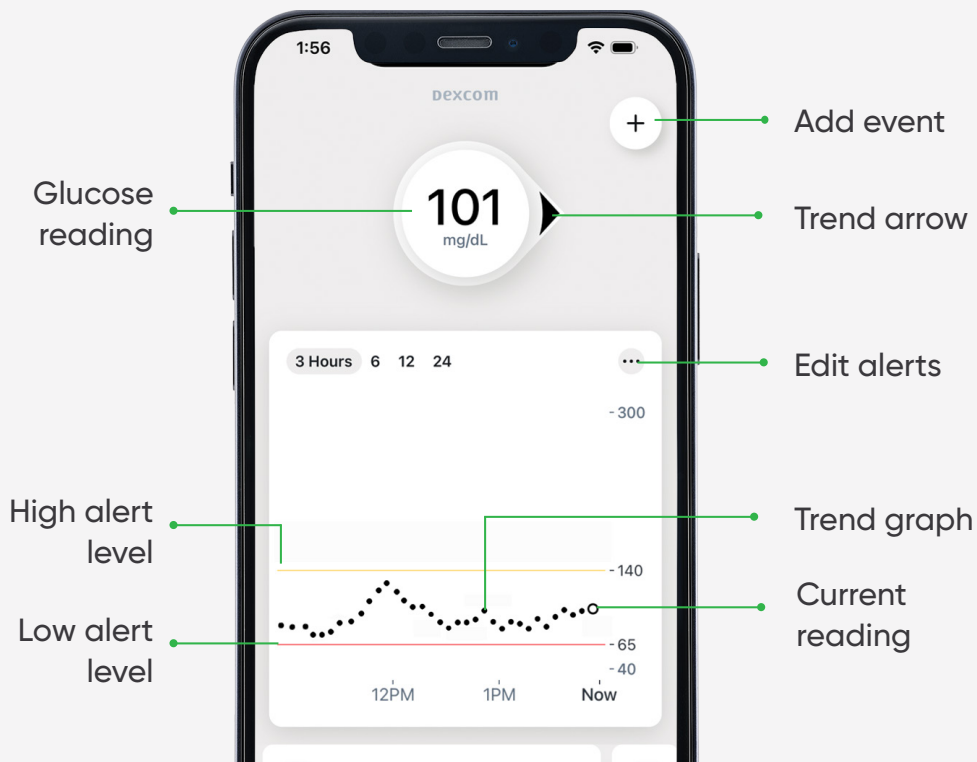 1:56
Dexcom
+
Add event
Glucose
reading
101
mg/dL
Trend arrow
3 Hours 6 12 24
...
Edit alerts
- 300
High alert
level
Trend graph
- 140
Current
reading
Low alert
level
- 65
- 40
12PM 1PM Now